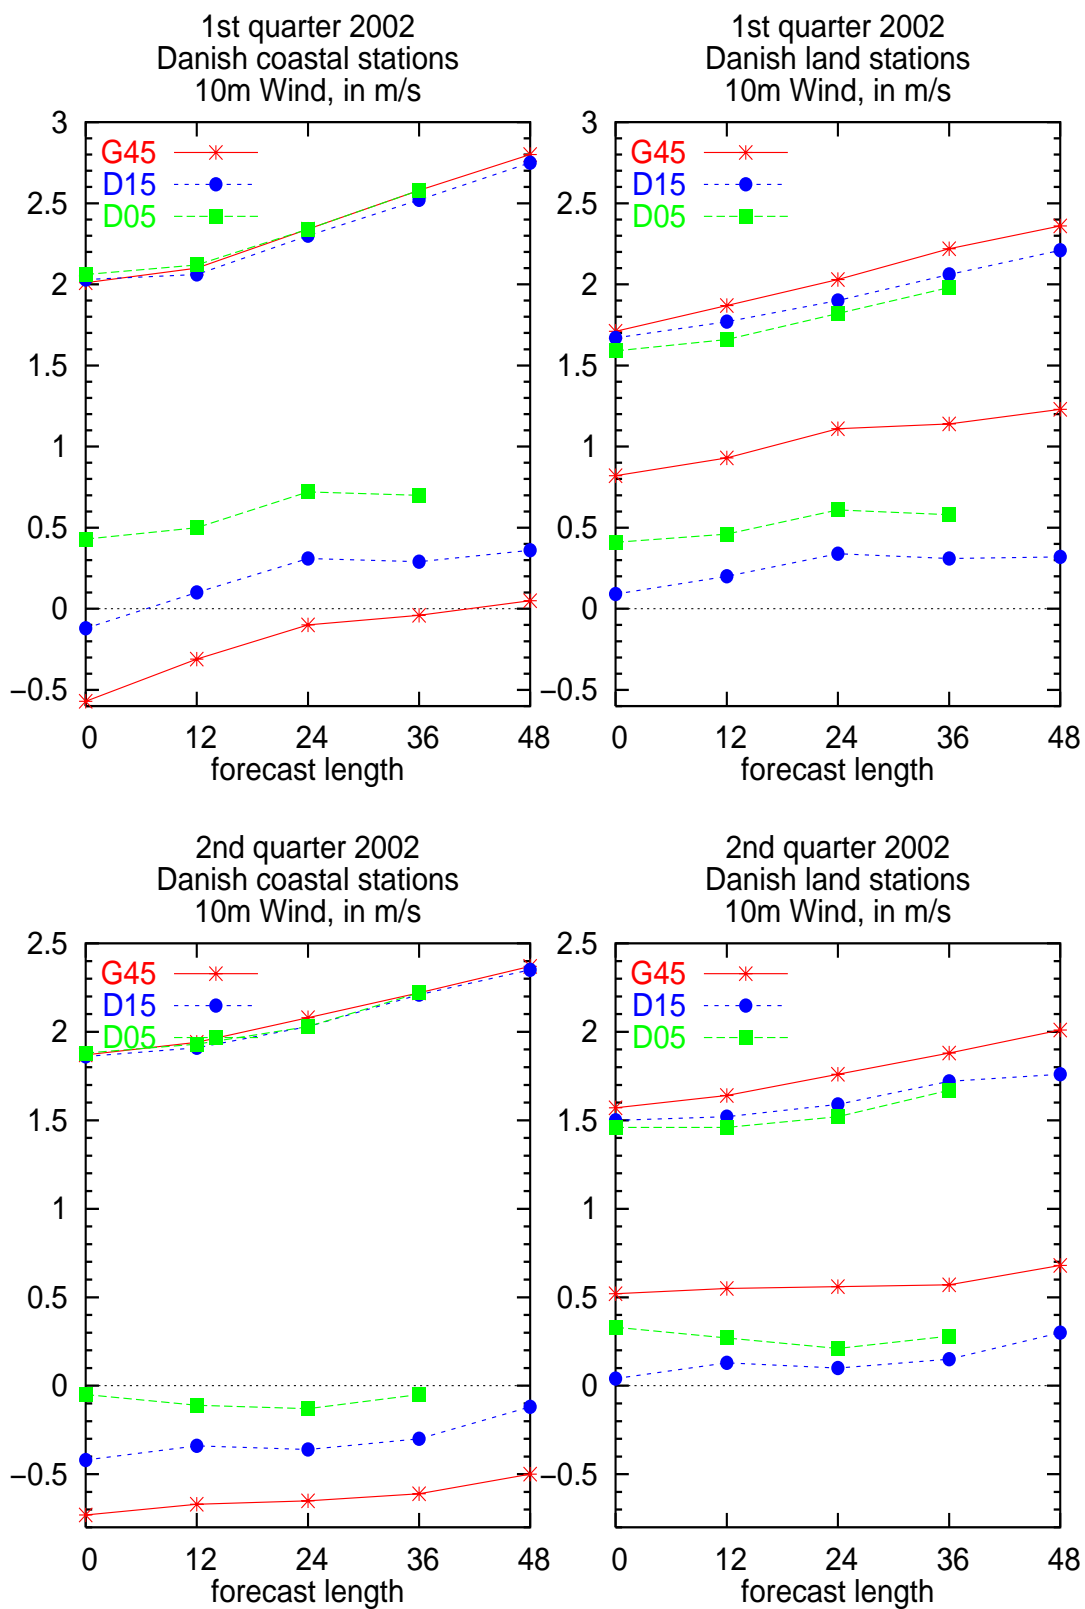 1st quarter 2002
Danish coastal stations
10m Wind, in m/s
3
2.5
2
1.5
1
0.5
0
−0.5
G45
D15
D05
0 12 24 36 48
forecast length
1st quarter 2002
Danish land stations
10m Wind, in m/s
3
2.5
2
1.5
1
0.5
0
−0.5
G45
D15
D05
0 12 24 36 48
forecast length
2nd quarter 2002
Danish coastal stations
10m Wind, in m/s
2.5
2
1.5
1
0.5
0
−0.5
G45
D15
D05
0 12 24 36 48
forecast length
2nd quarter 2002
Danish land stations
10m Wind, in m/s
2.5
2
1.5
1
0.5
0
−0.5
G45
D15
D05
0 12 24 36 48
forecast length